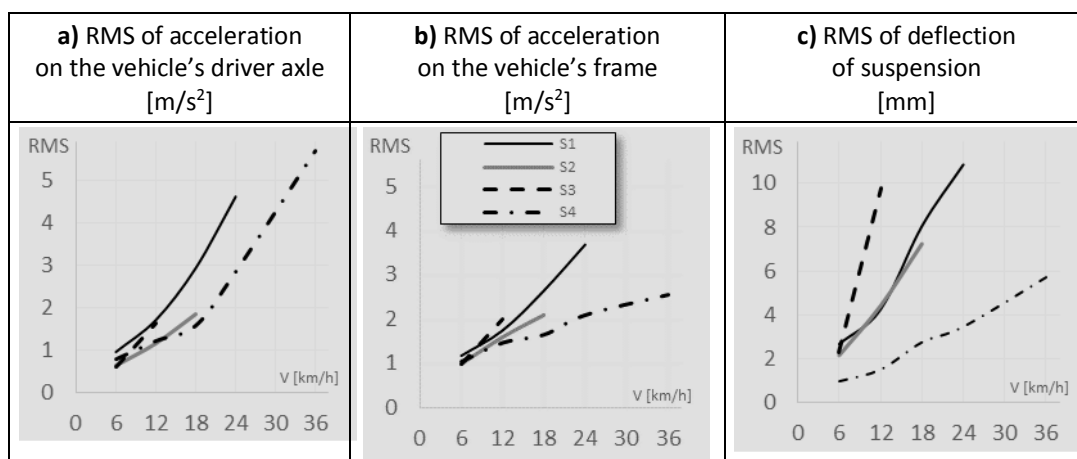 a) RMS of acceleration
on the vehicle's driver axle
[m/s²]
b) RMS of acceleration
on the vehicle's frame
[m/s²]
c) RMS of deflection
of suspension
[mm]
RMS
5
4
3
2
1
0
V [km/h]
0 6 12 18 24 30 36
RMS
S1
S2
S3
S4
5
4
3
2
1
0
V [km/h]
0 6 12 18 24 30 36
RMS
10
8
6
4
2
0
V [km/h]
0 6 12 18 24 30 36